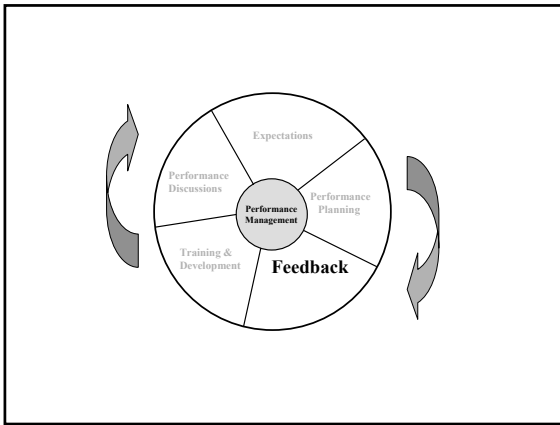 Expectations
Performance
Planning
Feedback
Training &
Development
Performance
Discussions
Performance
Management